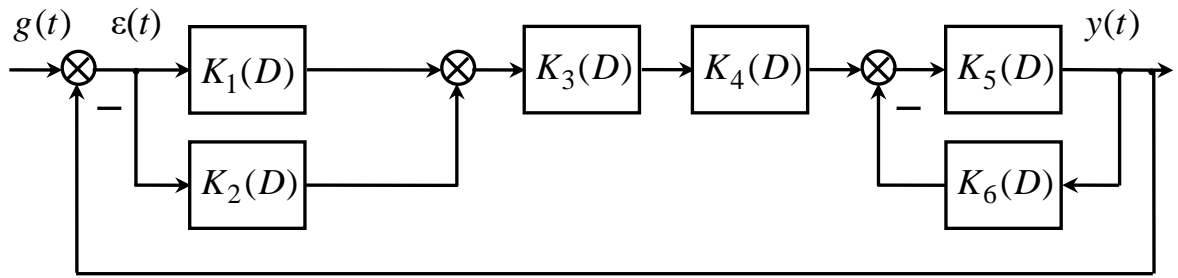 g(t) ε(t) y(t)
K₁(D) K₃(D) K₄(D) K₅(D)
− −
K₂(D) K₆(D)